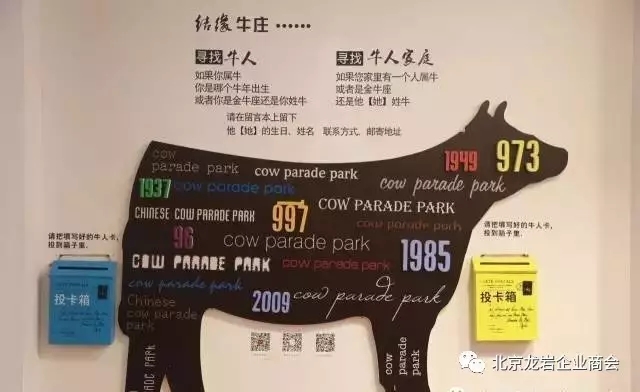 结缘牛庄 ······
寻找 牛人
如果你属牛
你是哪个牛年出生
或者你是金牛座还是你姓牛
寻找 牛人家庭
如果您家里有一个人属牛
或者是金牛座
还是他【她】姓牛
请在留言本上留下
他【她】的生日、姓名 联系方式、邮寄地址
cow
parade park
cow parade park
1949
973
1937
cow parade park
cow parade park
CHINESE COW PARADE PARK
997
COW PARADE PARK
96
cow parade park
cow parade park
1985
COW PARADE PARK
cow parade park
cow parade park
Chinese
cow parade
park
2009
cow parade park
cow
parade
park
PARADE PARK
请把填写好的牛人卡,
投到箱子里.
投卡箱
请把填写好的牛人卡,
投到箱子里.
投卡箱
北京龙岩企业商会